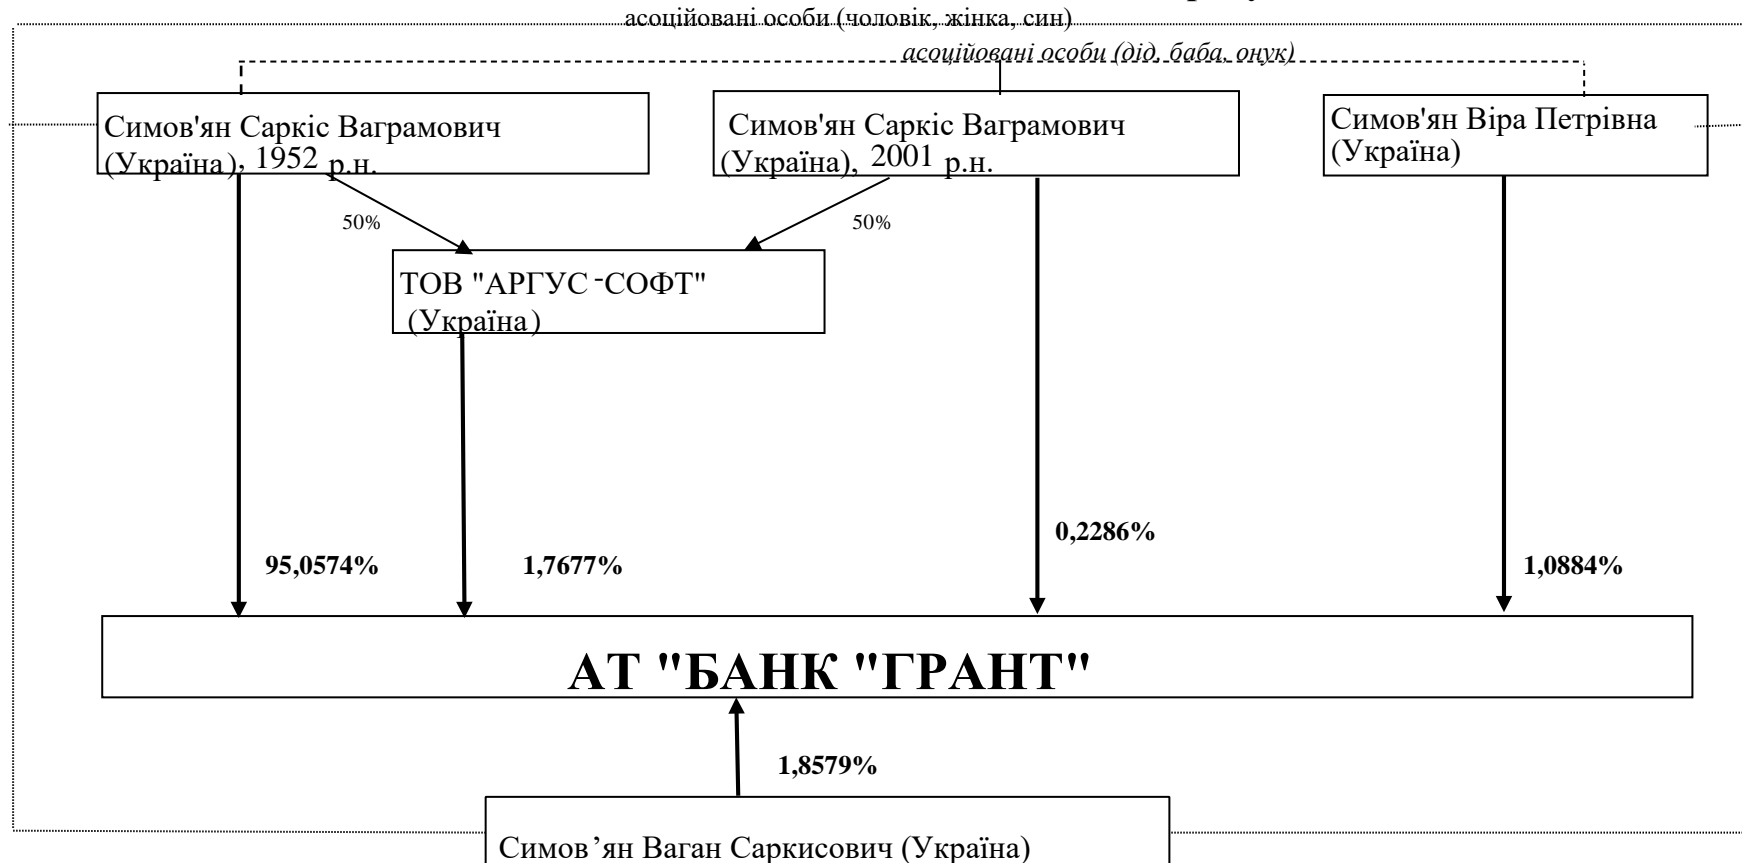 асоційовані особи (чоловік, жінка, син)
асоційовані особи (дід, баба, онук)
Симов'ян Саркіс Ваграмович
(Україна), 1952 р.н.
Симов'ян Саркіс Ваграмович
(Україна), 2001 р.н.
Симов'ян Віра Петрівна
(Україна)
50%
50%
ТОВ "АРГУС-СОФТ"
(Україна)
0,2286%
95,0574%
1,7677%
1,0884%
АТ "БАНК "ГРАНТ"
1,8579%
Симов’ян Ваган Саркисович (Україна)